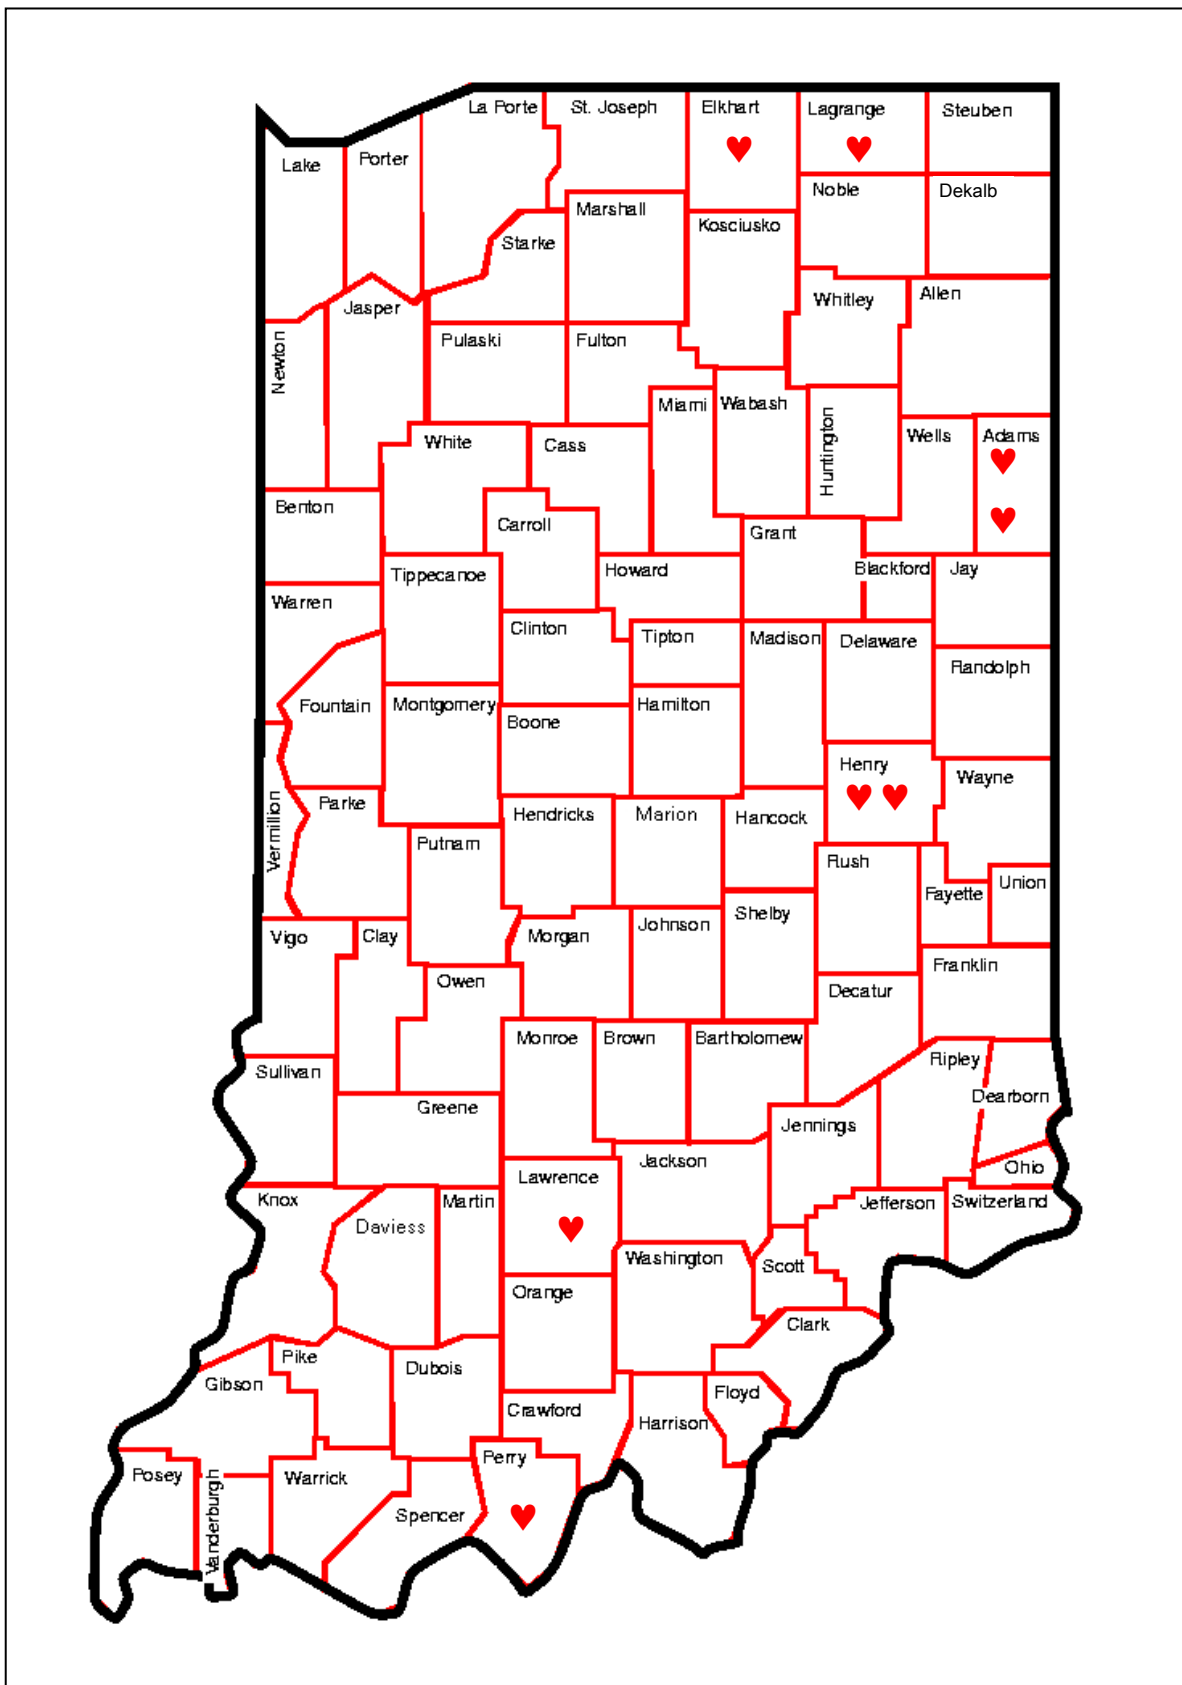 La Porte
St. Joseph
Elkhart
Lagrange
Steuben
Lake
Porter
Noble
Dekalb
Marshall
Kosciusko
Starke
Jasper
Whitley
Allen
Newton
Pulaski
Fulton
Miami
Wabash
Huntington
Wells
Adams
White
Cass
Benton
Carroll
Grant
Tippecanoe
Howard
Blackford
Jay
Warren
Clinton
Tipton
Madison
Delaware
Randolph
Fountain
Montgomery
Boone
Hamilton
Henry
Wayne
Vermillion
Parke
Hendricks
Marion
Hancock
Putnam
Rush
Fayette
Union
Vigo
Clay
Morgan
Johnson
Shelby
Franklin
Owen
Decatur
Monroe
Brown
Bartholomew
Ripley
Sullivan
Dearborn
Greene
Jennings
Jackson
Ohio
Lawrence
Knox
Martin
Jefferson
Switzerland
Daviess
Washington
Scott
Orange
Clark
Pike
Dubois
Gibson
Floyd
Crawford
Harrison
Perry
Posey
Vanderburgh
Warrick
Spencer